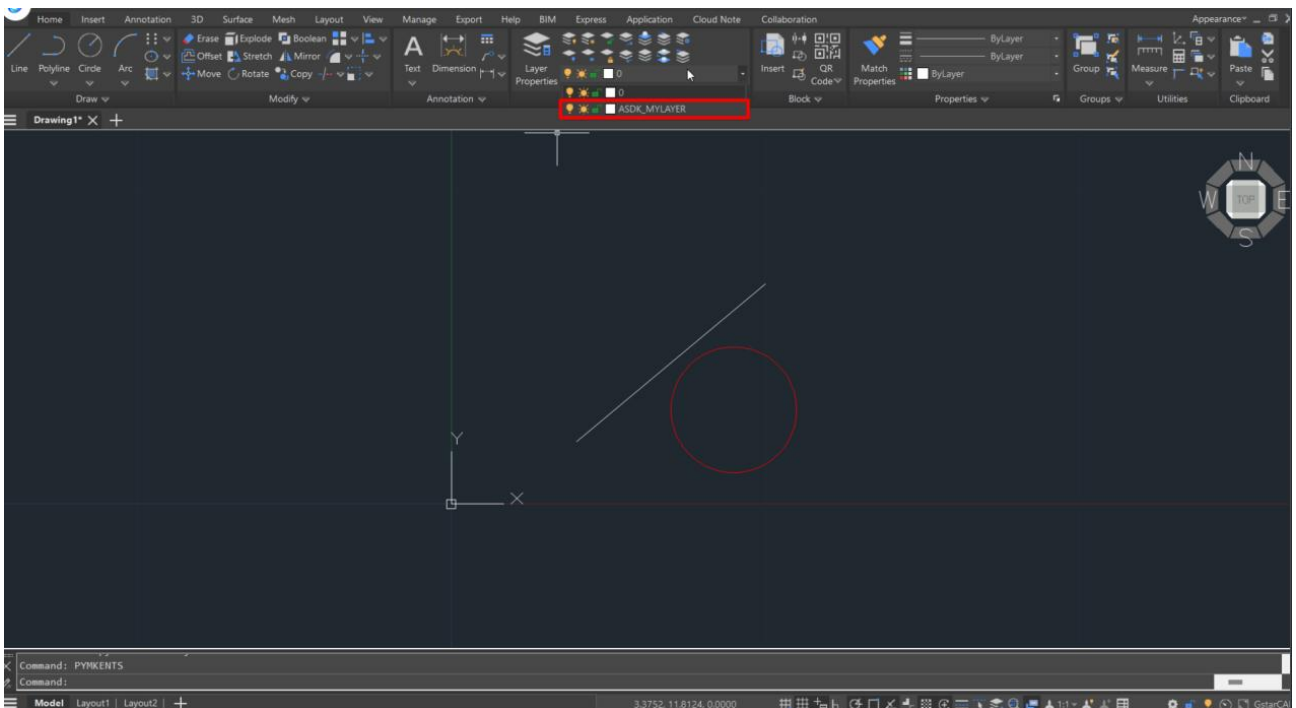 Home Insert Annotation 3D Surface Mesh Layout View Manage Export Help BIM Express Application Cloud Note Collaboration Appearance
Erase Explode Boolean
Offset Stretch Mirror
Move Rotate Copy
Line Polyline Circle Arc
Text Dimension
Layer Properties
0
0
ASDK_MYLAYER
Insert
QR Code
Match Properties
ByLayer
ByLayer
ByLayer
Group
Measure
Paste
Draw Modify Annotation Block Properties Groups Utilities Clipboard
Drawing1*
N
W TOP E
S
Y
X
Command: PYMKENTS
Command:
Model Layout1 Layout2 3.3752, 11.8124, 0.0000 1:1 GstarCA